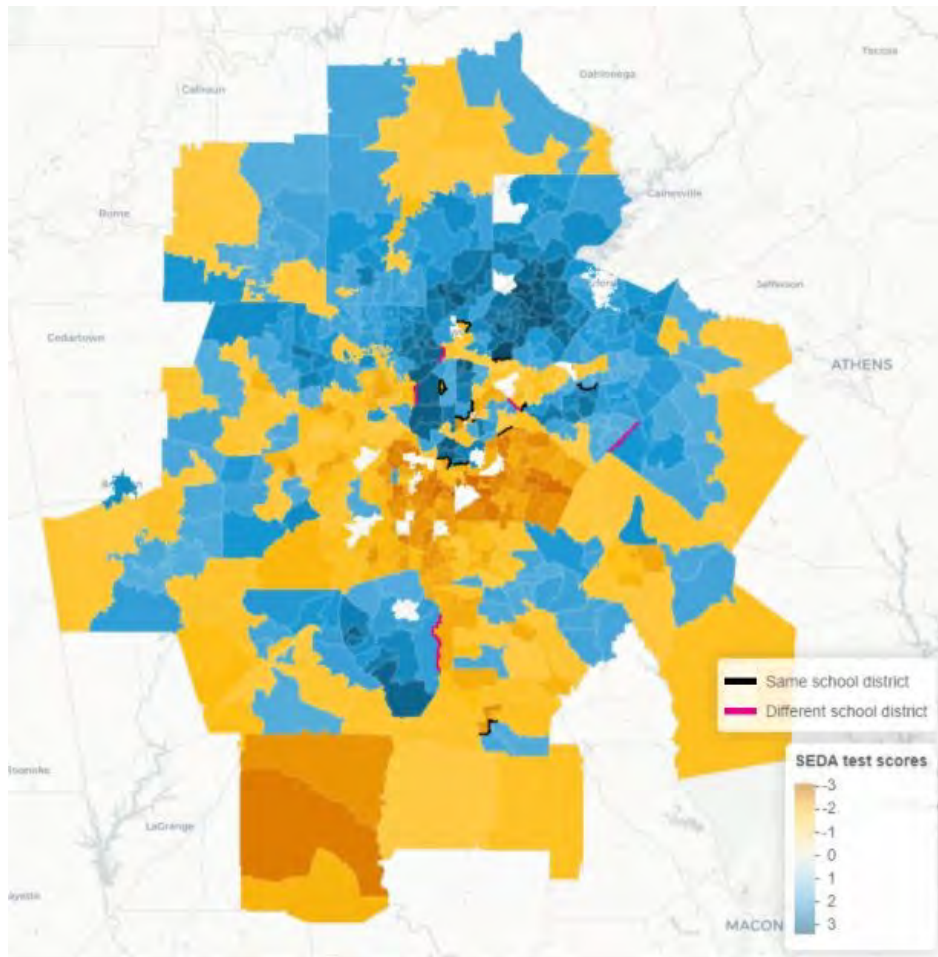 Toccoa
Dahlonega
Calhoun
Gainesville
Rome
Jefferson
Cedartown
ATHENS
Same school district
Different school district
SEDA test scores
-3
-2
-1
0
1
2
3
Roanoke
LaGrange
MACON